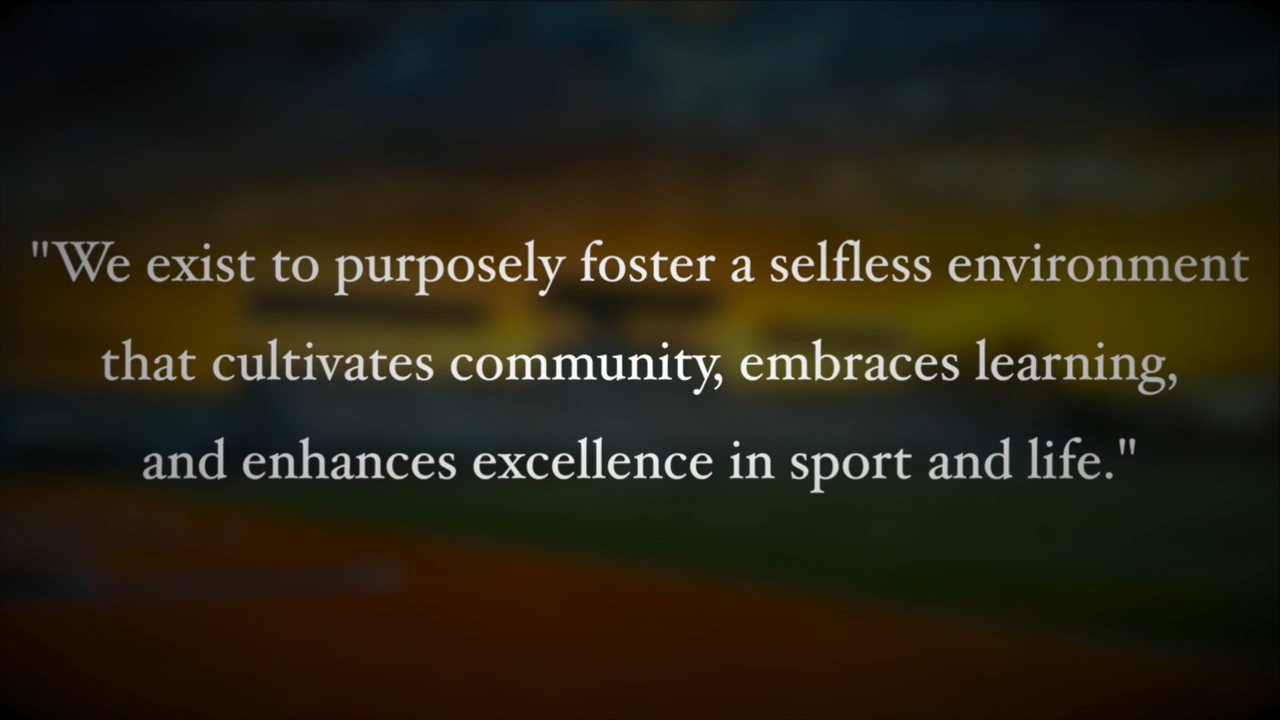 "We exist to purposely foster a selfless environment
that cultivates community, embraces learning,
and enhances excellence in sport and life."